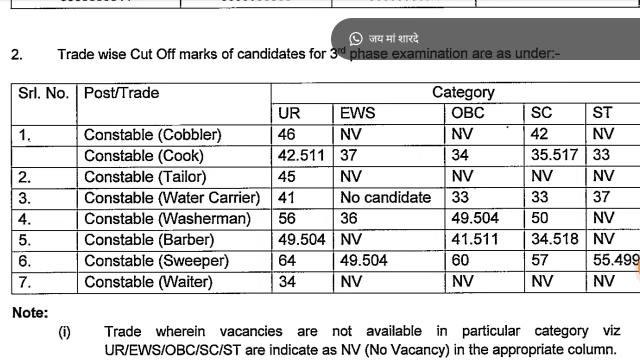 जय मां शारदे
2. Trade wise Cut Off marks of candidates for 3rd phase examination are as under:-
Srl. No. Post/Trade Category
UR EWS OBC SC ST
1. Constable (Cobbler) 46 NV NV 42 NV
Constable (Cook) 42.511 37 34 35.517 33
2. Constable (Tailor) 45 NV NV NV NV
3. Constable (Water Carrier) 41 No candidate 33 33 37
4. Constable (Washerman) 56 36 49.504 50 NV
5. Constable (Barber) 49.504 NV 41.511 34.518 NV
6. Constable (Sweeper) 64 49.504 60 57 55.499
7. Constable (Waiter) 34 NV NV NV NV
Note:
(i) Trade wherein vacancies are not available in particular category viz
UR/EWS/OBC/SC/ST are indicate as NV (No Vacancy) in the appropriate column.